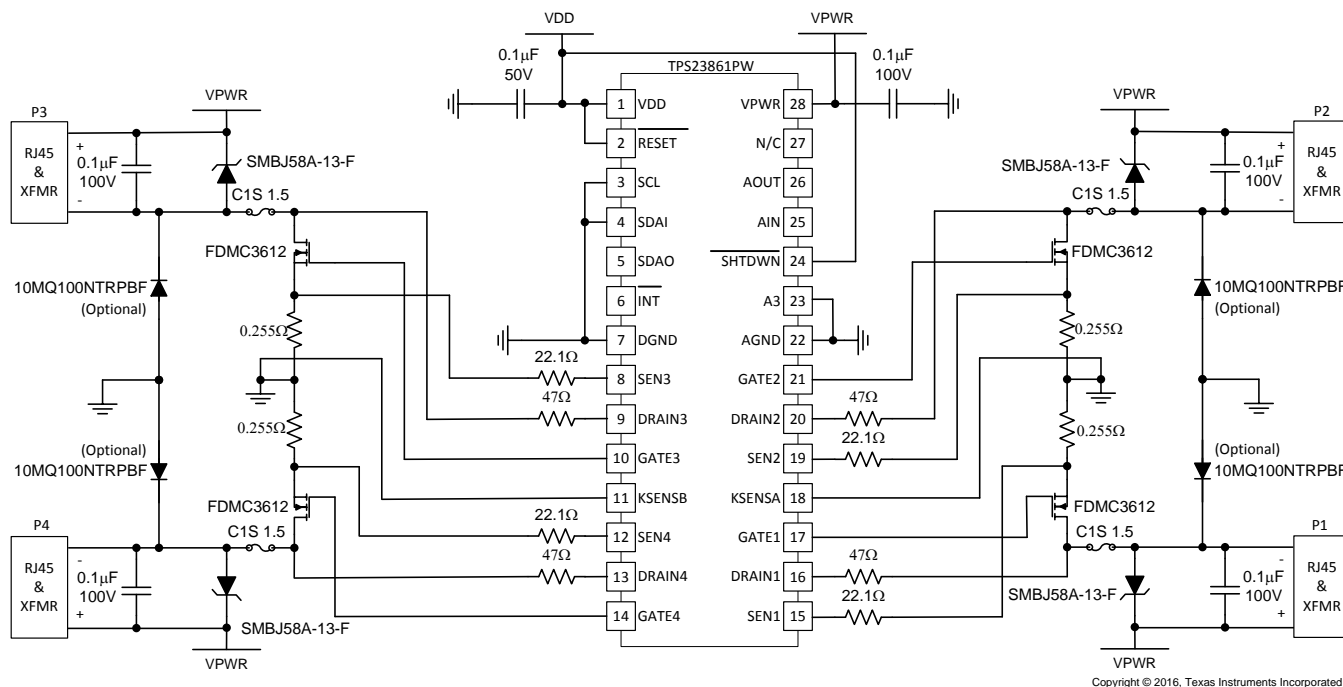 VDD
VPWR
0.1µF
50V
TPS23861PW
0.1µF
100V
P3
VPWR
RJ45
&
XFMR
+
-
0.1µF
100V
SMBJ58A-13-F
C1S 1.5
FDMC3612
10MQ100NTRPBF
(Optional)
0.255Ω
0.255Ω
(Optional)
10MQ100NTRPBF
FDMC3612
C1S 1.5
P4
RJ45
&
XFMR
-
+
0.1µF
100V
SMBJ58A-13-F
VPWR
22.1Ω
47Ω
22.1Ω
47Ω
1 VDD
2 RESET
3 SCL
4 SDAI
5 SDAO
6 INT
7 DGND
8 SEN3
9 DRAIN3
10 GATE3
11 KSENSB
12 SEN4
13 DRAIN4
14 GATE4
VPWR 28
N/C 27
AOUT 26
AIN 25
SHTDWN 24
A3 23
AGND 22
GATE2 21
DRAIN2 20
SEN2 19
KSENSA 18
GATE1 17
DRAIN1 16
SEN1 15
47Ω
22.1Ω
47Ω
22.1Ω
VPWR
P2
SMBJ58A-13-F
+
-
0.1µF
100V
RJ45
&
XFMR
C1S 1.5
FDMC3612
10MQ100NTRPBF
(Optional)
0.255Ω
0.255Ω
(Optional)
10MQ100NTRPBF
FDMC3612
C1S 1.5
P1
SMBJ58A-13-F
-
+
0.1µF
100V
RJ45
&
XFMR
VPWR
Copyright © 2016, Texas Instruments Incorporated